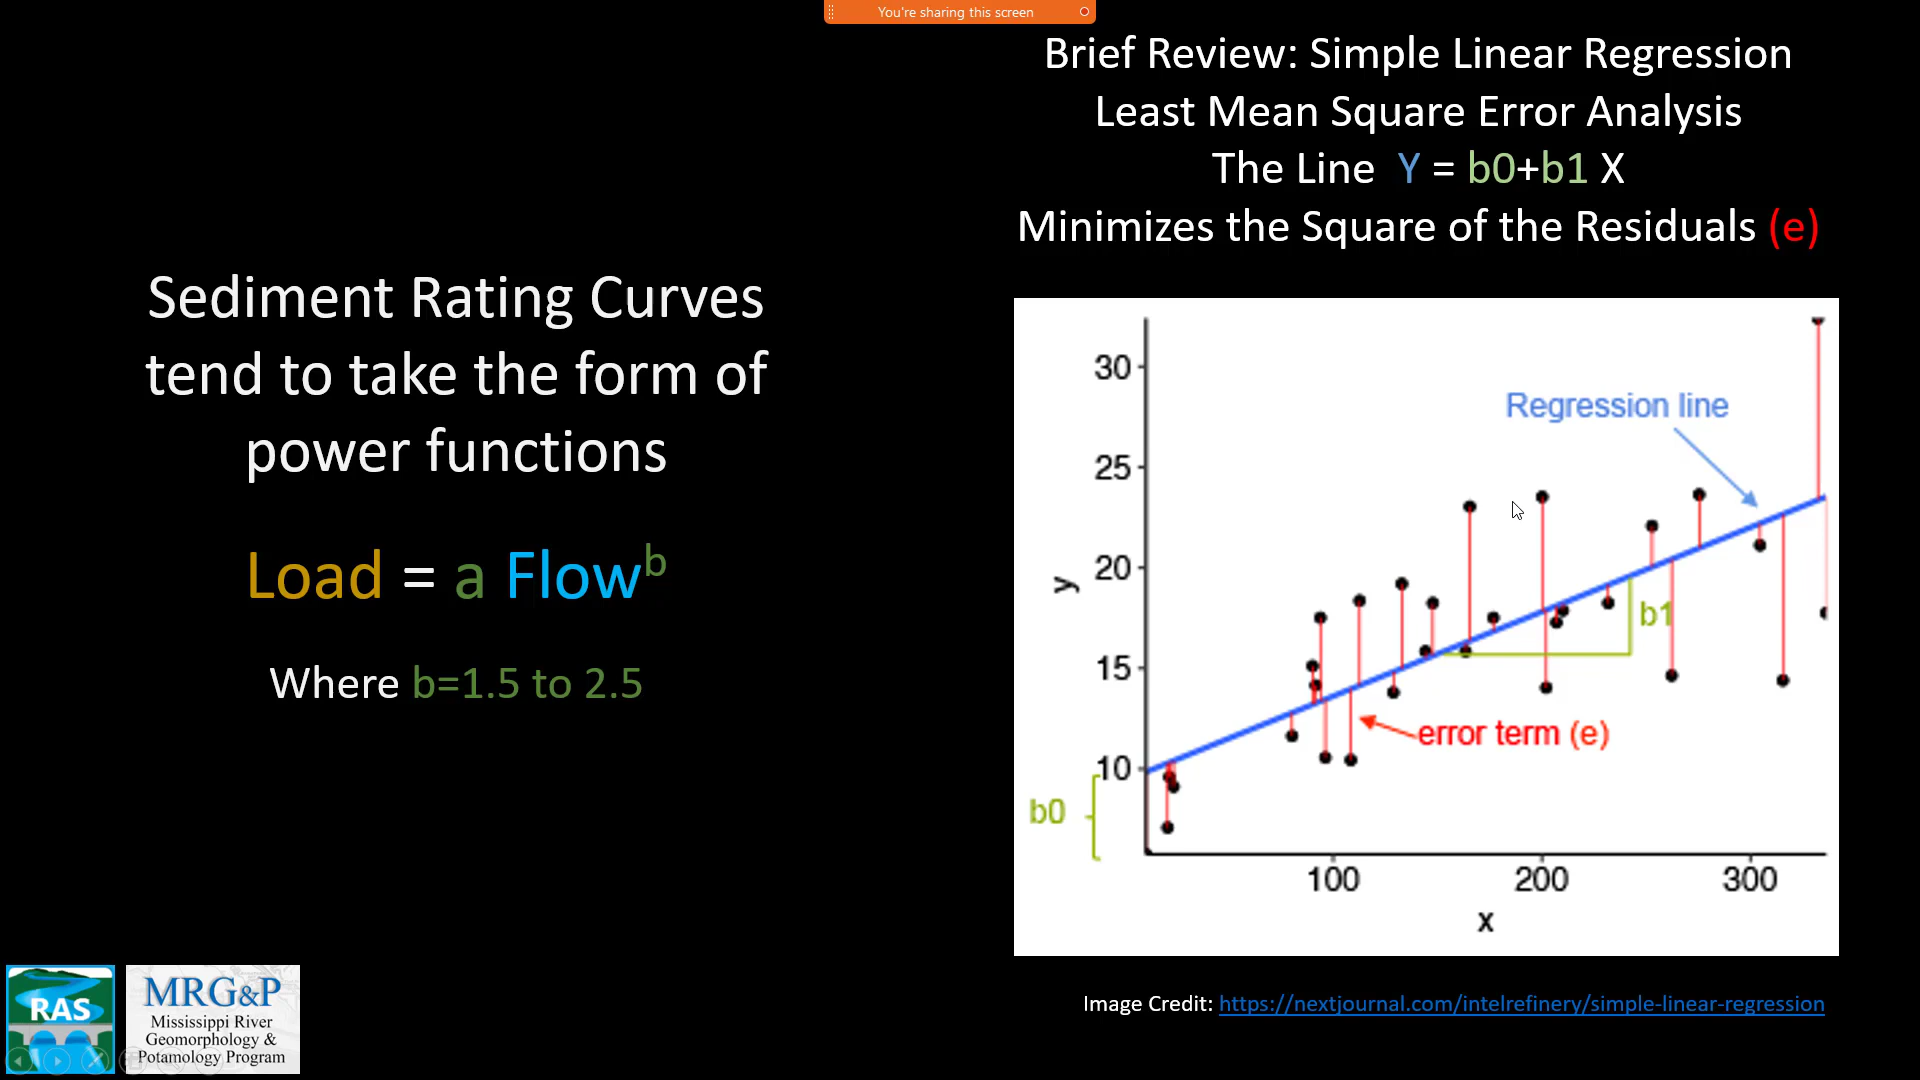 You're sharing this screen
Brief Review: Simple Linear Regression
Least Mean Square Error Analysis
The Line Y = b0+b1 X
Minimizes the Square of the Residuals (e)
Sediment Rating Curves
tend to take the form of
power functions
Load = a Flow^b
Where b=1.5 to 2.5
30
25
20
15
10
y
Regression line
b1
error term (e)
b0
100
200
300
x
Image Credit: https://nextjournal.com/intelrefinery/simple-linear-regression
RAS
MRG&P
Mississippi River
Geomorphology &
Potamology Program